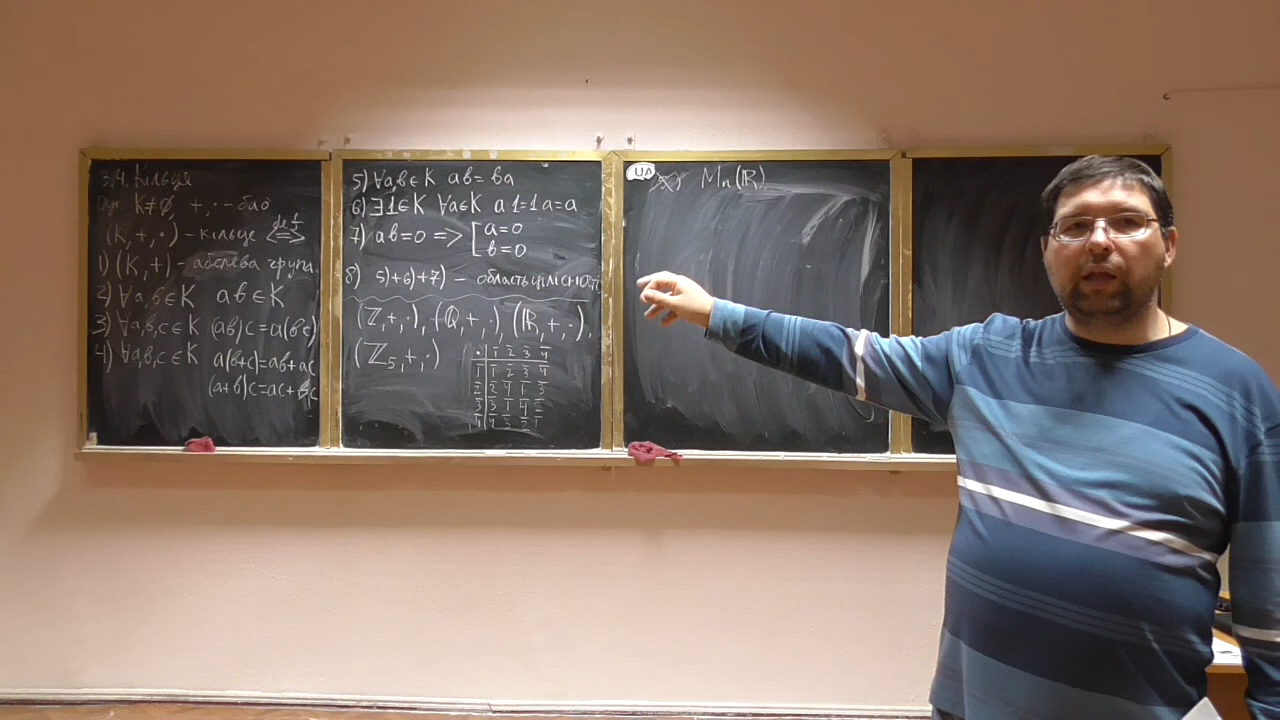 3.4. Кільця
K≠∅, +, · – бао
(K, +, ·) – кільце def ⟺
1) (K, +) – абелева група.
2) ∀a,b∈K ab∈K
3) ∀a,b,c∈K (ab)c=a(bc)
4) ∀a,b,c∈K a(b+c)=ab+ac
(a+b)c=ac+bc
5) ∀a,b∈K ab=ba
6) ∃1∈K ∀a∈K a1=1a=a
7) ab=0 => [a=0
b=0
8) 5)+6)+7) – область цілісності
(ℤ,+,·), (ℚ,+,·), (ℝ,+,·),
(ℤ₅,+,·)
· 1̄ 2̄ 3̄ 4̄
1̄ 1̄ 2̄ 3̄ 4̄
2̄ 2̄ 4̄ 1̄ 3̄
3̄ 3̄ 1̄ 4̄ 2̄
4̄ 4̄ 3̄ 2̄ 1̄
UA
Mn(ℝ)